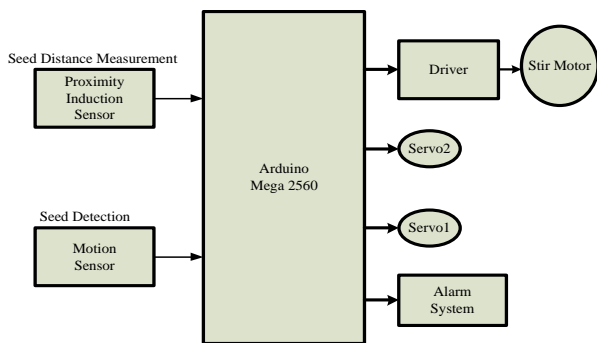 Seed Distance Measurement
Proximity
Induction
Sensor
Seed Detection
Motion
Sensor
Arduino
Mega 2560
Driver
Stir Motor
Servo2
Servo1
Alarm
System